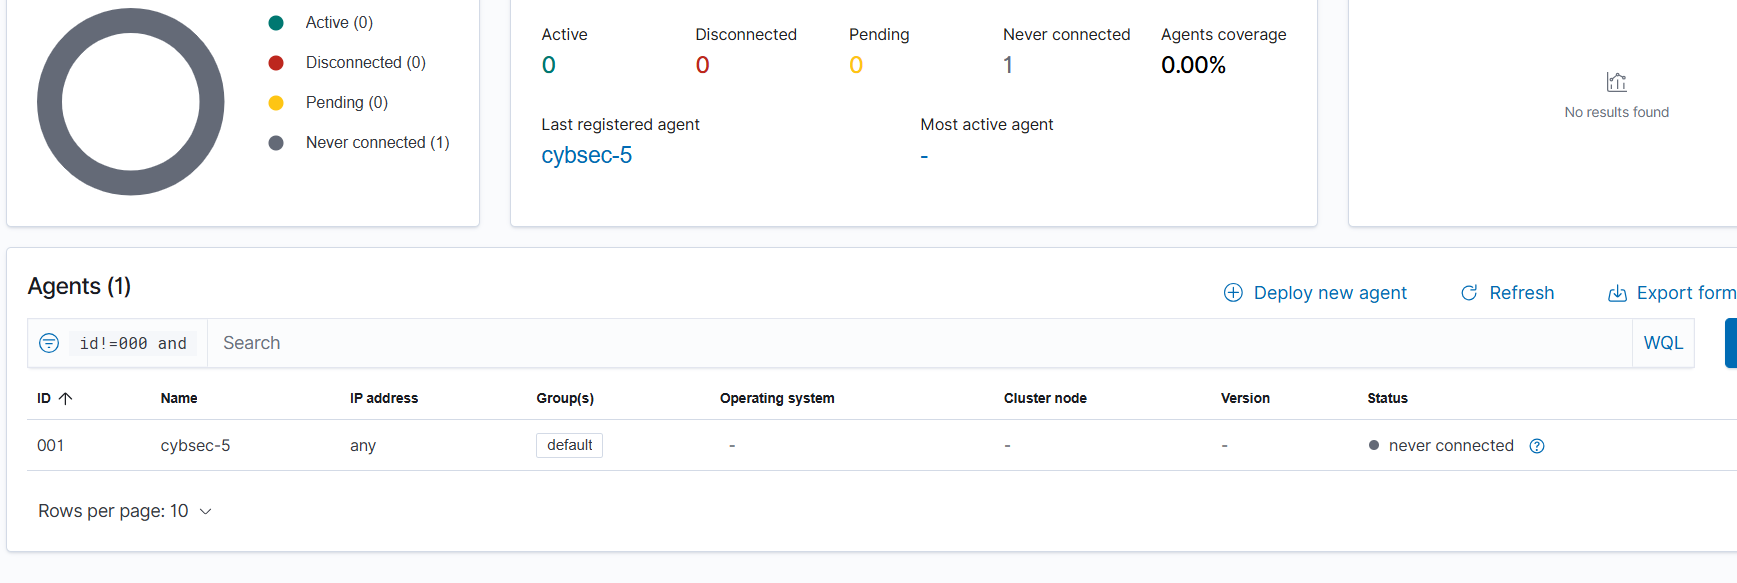 Active (0)
Disconnected (0)
Pending (0)
Never connected (1)
Active Disconnected Pending Never connected Agents coverage
0 0 0 1 0.00%
Last registered agent Most active agent
cybsec-5 -
No results found
Agents (1)
Deploy new agent Refresh Export form
id!=000 and Search WQL
ID Name IP address Group(s) Operating system Cluster node Version Status
001 cybsec-5 any default - - - never connected
Rows per page: 10